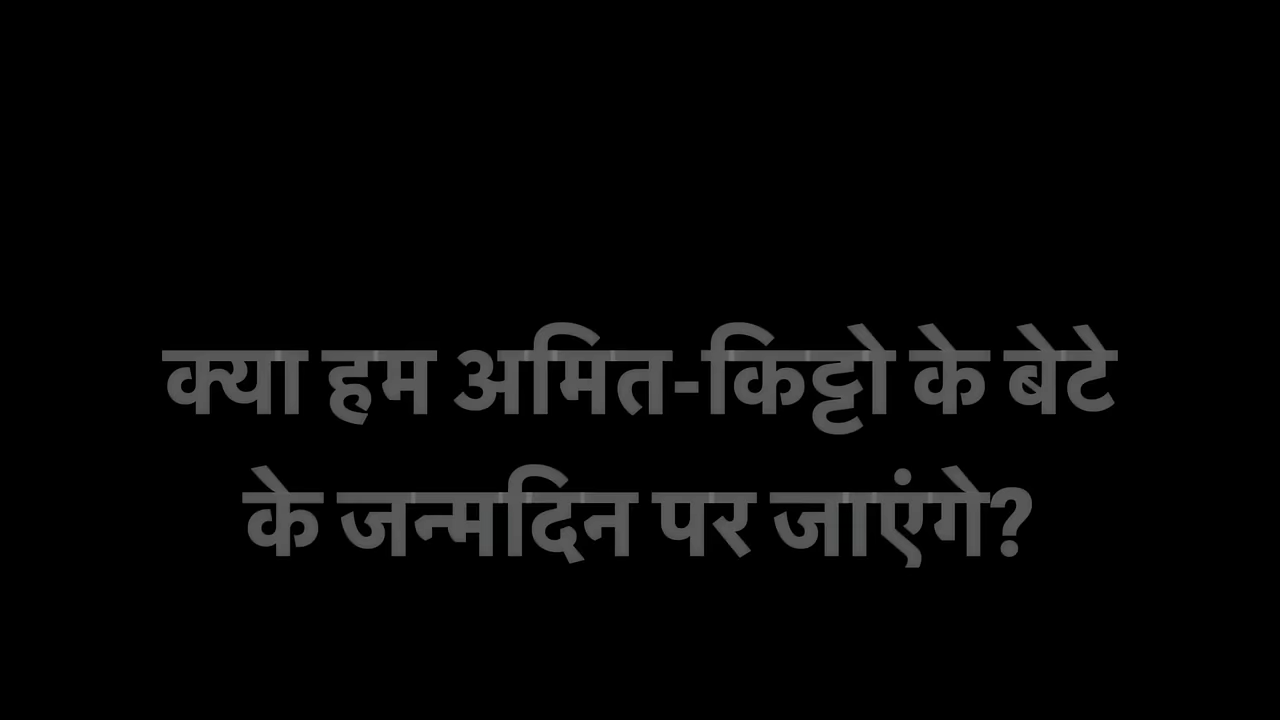 क्या हम अमित-किट्टो के बेटे
के जन्मदिन पर जाएंगे?